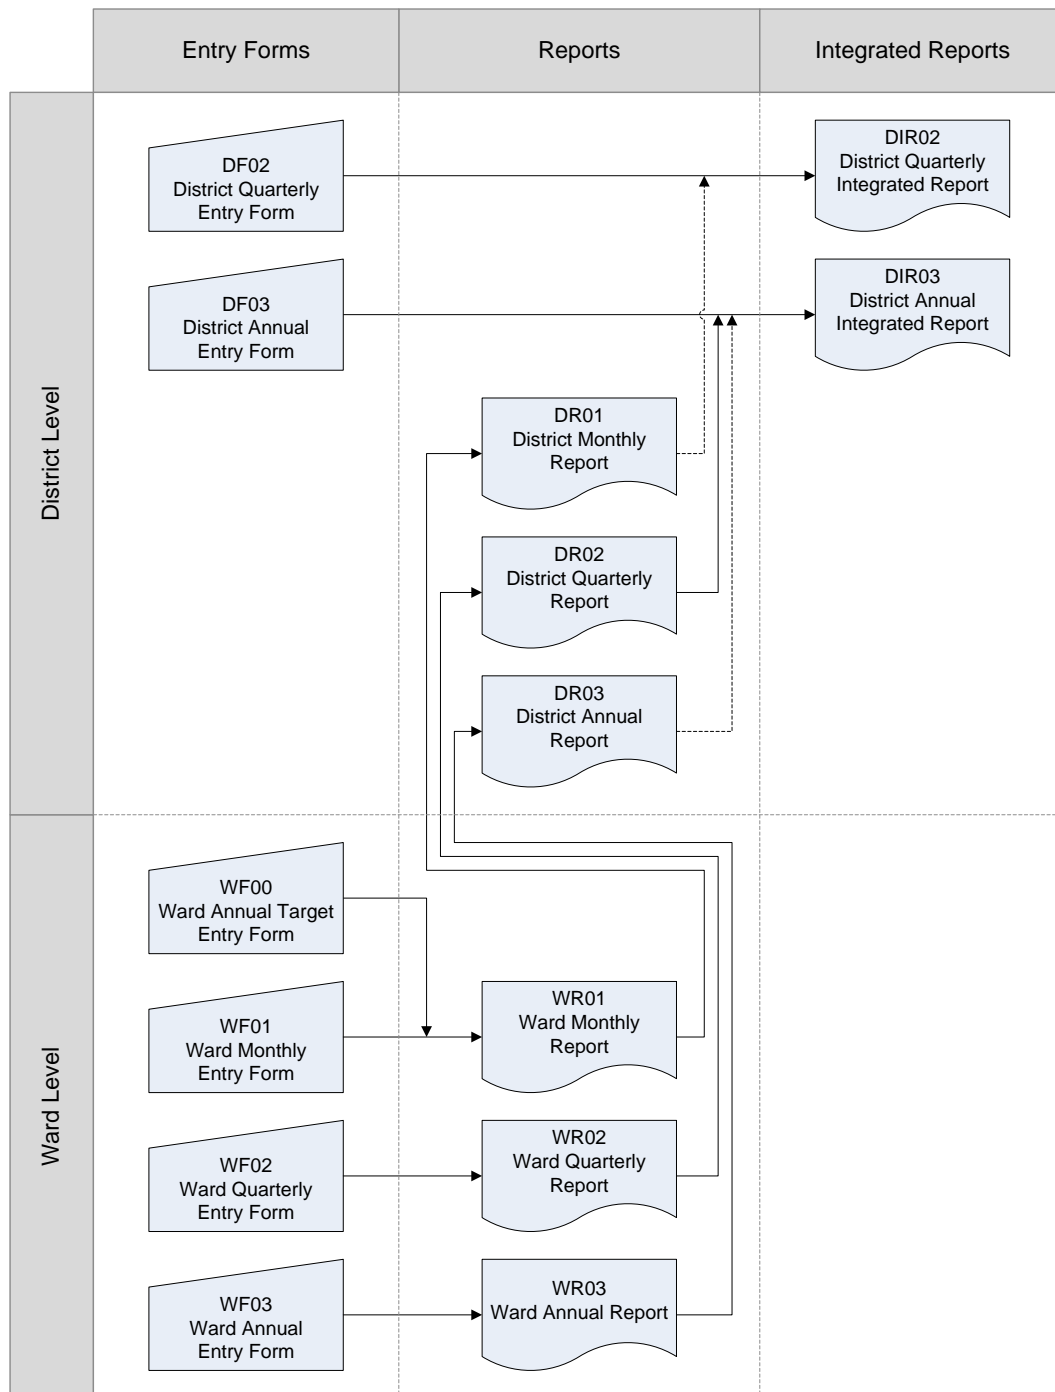 Entry Forms
Reports
Integrated Reports
District Level
DF02
District Quarterly
Entry Form
DIR02
District Quarterly
Integrated Report
DF03
District Annual
Entry Form
DIR03
District Annual
Integrated Report
DR01
District Monthly
Report
DR02
District Quarterly
Report
DR03
District Annual
Report
Ward Level
WF00
Ward Annual Target
Entry Form
WF01
Ward Monthly
Entry Form
WR01
Ward Monthly
Report
WF02
Ward Quarterly
Entry Form
WR02
Ward Quarterly
Report
WF03
Ward Annual
Entry Form
WR03
Ward Annual Report